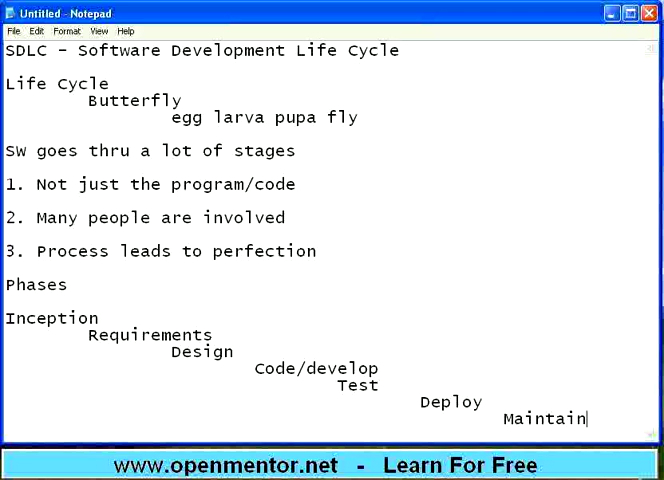 Untitled - Notepad
File Edit Format View Help
SDLC - Software Development Life Cycle
Life Cycle
Butterfly
egg larva pupa fly
SW goes thru a lot of stages
1. Not just the program/code
2. Many people are involved
3. Process leads to perfection
Phases
Inception
Requirements
Design
Code/develop
Test
Deploy
Maintain
www.openmentor.net - Learn For Free